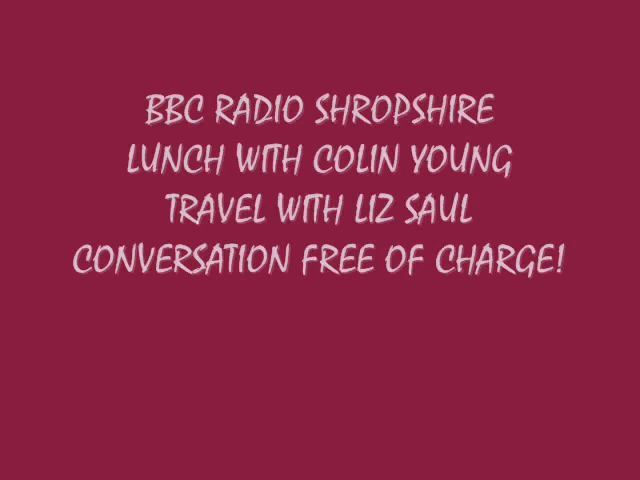 BBC RADIO SHROPSHIRE
LUNCH WITH COLIN YOUNG
TRAVEL WITH LIZ SAUL
CONVERSATION FREE OF CHARGE!